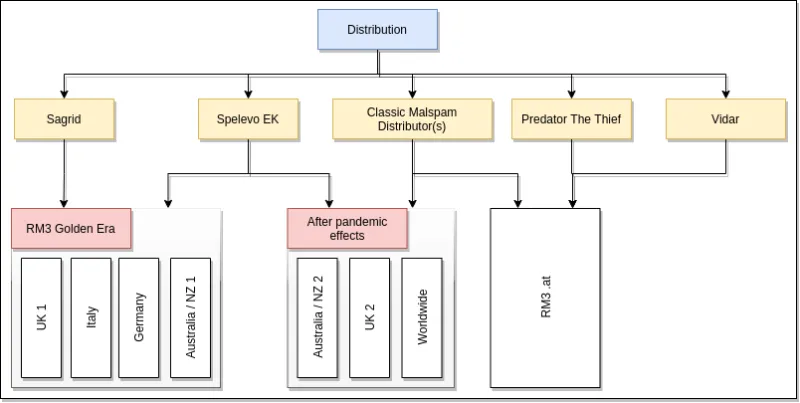 Distribution
Sagrid
Spelevo EK
Classic Malspam
Distributor(s)
Predator The Thief
Vidar
RM3 Golden Era
After pandemic
effects
UK 1
Italy
Germany
Australia / NZ 1
Australia / NZ 2
UK 2
Worldwide
RM3 .at